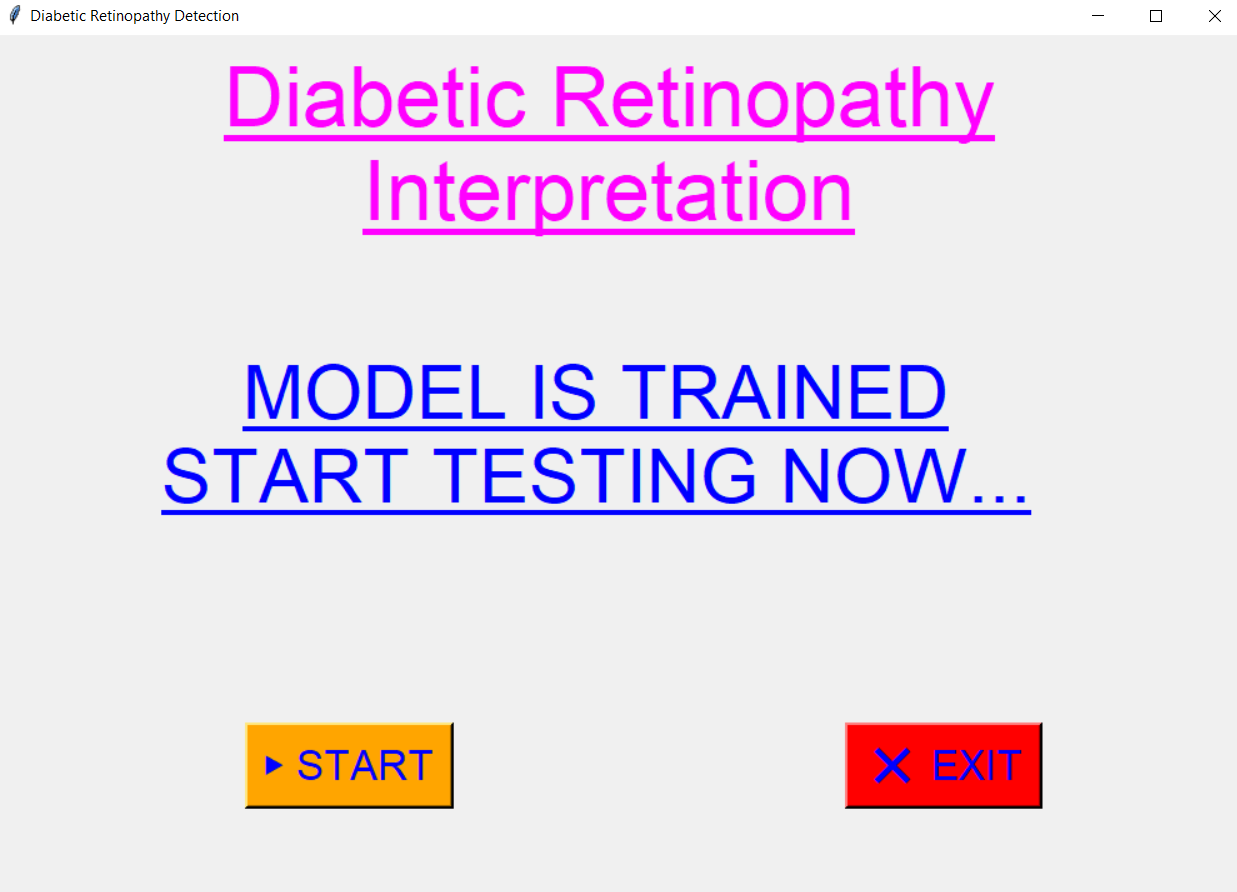 Diabetic Retinopathy Detection
Diabetic Retinopathy
Interpretation
MODEL IS TRAINED
START TESTING NOW...
START
EXIT